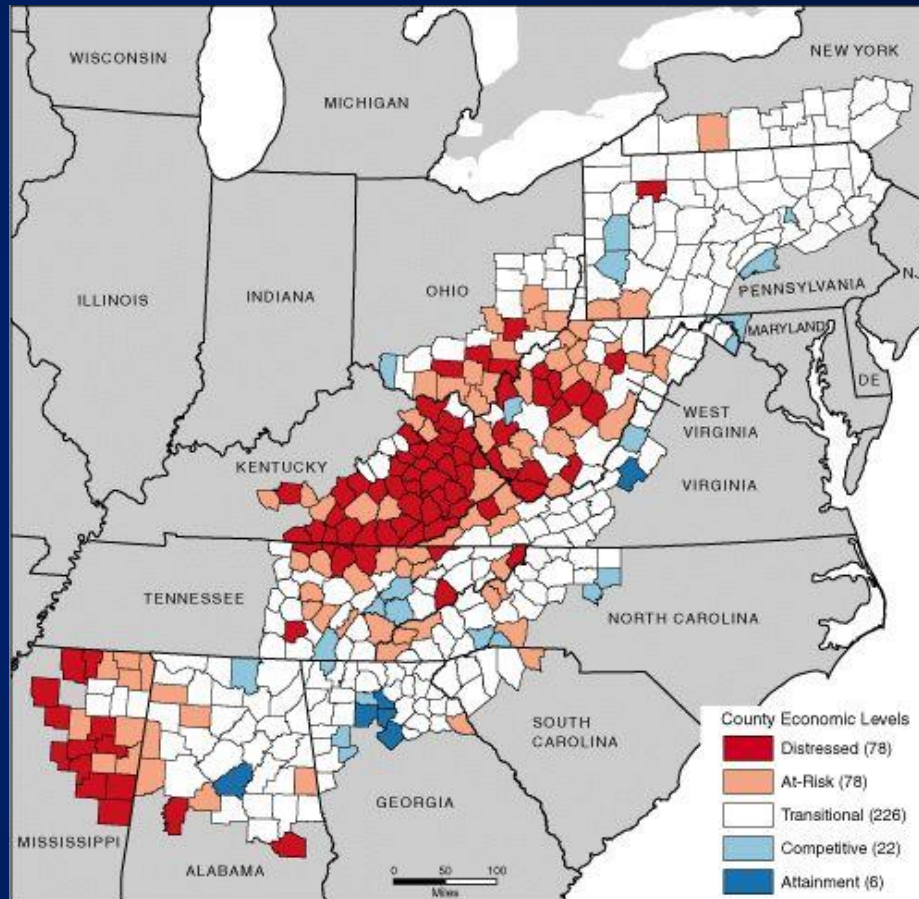 WISCONSIN
NEW YORK
MICHIGAN
PENNSYLVANIA
NJ
ILLINOIS
INDIANA
OHIO
MARYLAND
DE
WEST
VIRGINIA
KENTUCKY
VIRGINIA
TENNESSEE
NORTH CAROLINA
SOUTH
CAROLINA
GEORGIA
MISSISSIPPI
ALABAMA
0 50 100
Miles
County Economic Levels
Distressed (78)
At-Risk (78)
Transitional (226)
Competitive (22)
Attainment (6)